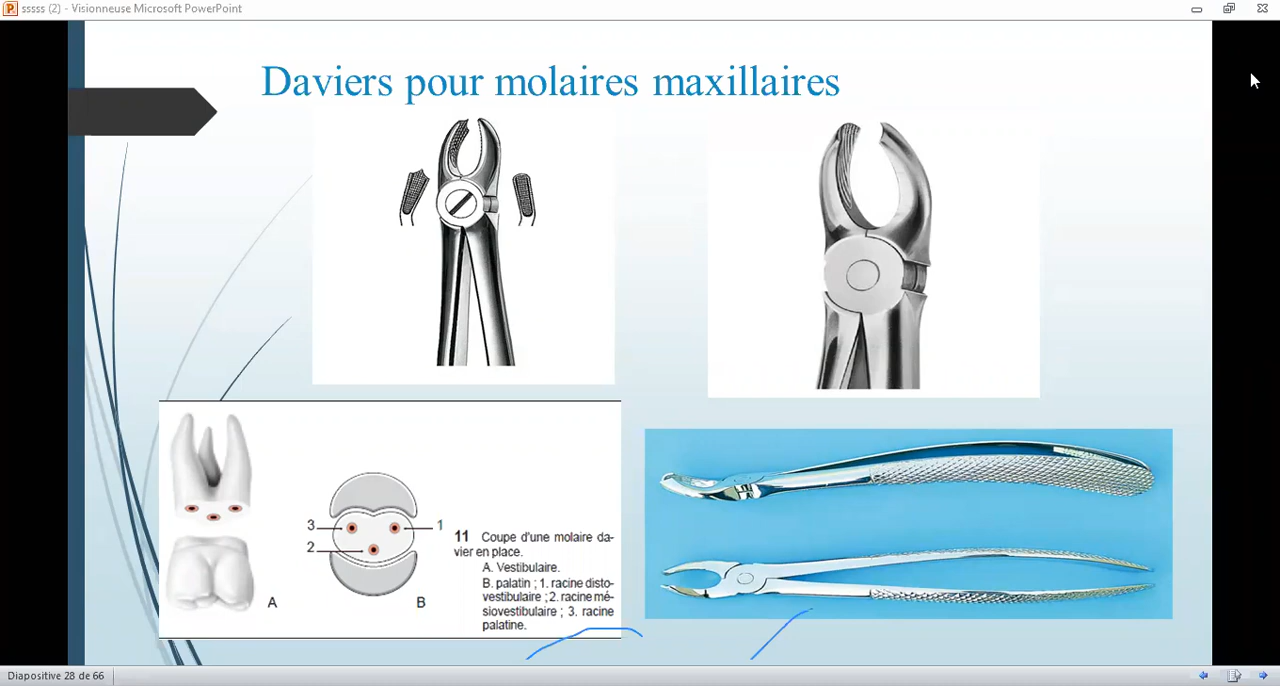 sssss (2) - Visionneuse Microsoft PowerPoint
Daviers pour molaires maxillaires
3
1
2
A
B
11 Coupe d'une molaire da-
vier en place.
A. Vestibulaire.
B. palatin ; 1. racine disto-
vestibulaire ; 2. racine mé-
siovestibulaire ; 3. racine
palatine.
Diapositive 28 de 66